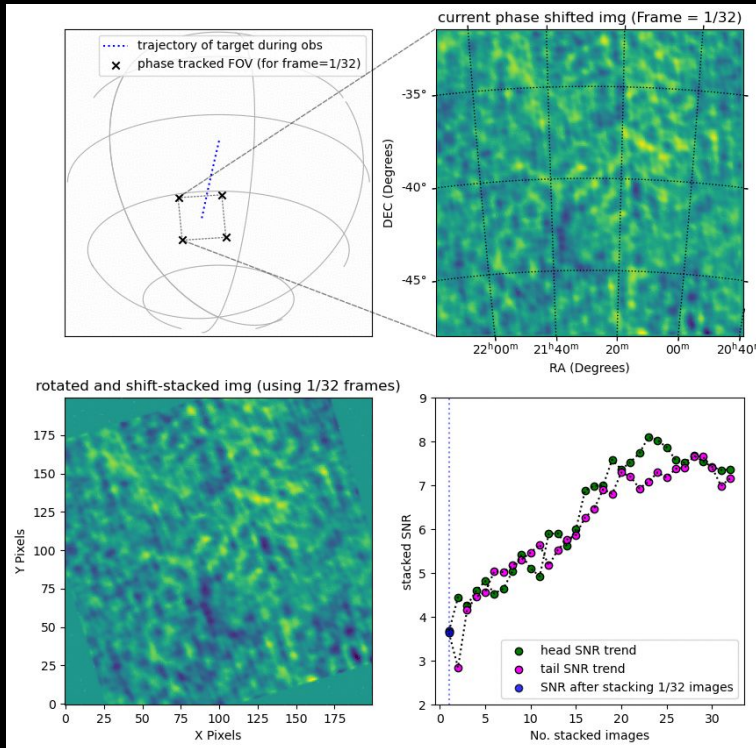 trajectory of target during obs
phase tracked FOV (for frame=1/32)
current phase shifted img (Frame = 1/32)
DEC (Degrees)
-35°
-40°
-45°
22ʰ00ᵐ 21ʰ40ᵐ 20ᵐ 00ᵐ 20ʰ40ᵐ
RA (Degrees)
rotated and shift-stacked img (using 1/32 frames)
Y Pixels
175
150
125
100
75
50
25
0
0 25 50 75 100 125 150 175
X Pixels
stacked SNR
9
8
7
6
5
4
3
2
head SNR trend
tail SNR trend
SNR after stacking 1/32 images
0 5 10 15 20 25 30
No. stacked images